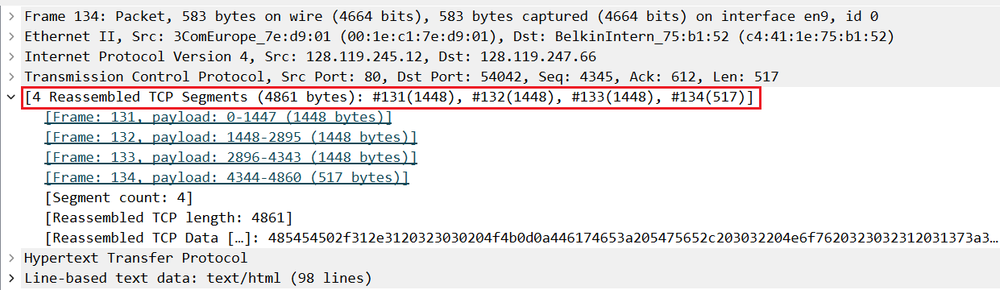 Frame 134: Packet, 583 bytes on wire (4664 bits), 583 bytes captured (4664 bits) on interface en9, id 0
Ethernet II, Src: 3ComEurope_7e:d9:01 (00:1e:c1:7e:d9:01), Dst: BelkinIntern_75:b1:52 (c4:41:1e:75:b1:52)
Internet Protocol Version 4, Src: 128.119.245.12, Dst: 128.119.247.66
Transmission Control Protocol, Src Port: 80, Dst Port: 54042, Seq: 4345, Ack: 612, Len: 517
[4 Reassembled TCP Segments (4861 bytes): #131(1448), #132(1448), #133(1448), #134(517)]
[Frame: 131, payload: 0-1447 (1448 bytes)]
[Frame: 132, payload: 1448-2895 (1448 bytes)]
[Frame: 133, payload: 2896-4343 (1448 bytes)]
[Frame: 134, payload: 4344-4860 (517 bytes)]
[Segment count: 4]
[Reassembled TCP length: 4861]
[Reassembled TCP Data […]: 485454502f312e3120323030204f4b0d0a446174653a205475652c203032204e6f7620323032312031373a3…
Hypertext Transfer Protocol
Line-based text data: text/html (98 lines)